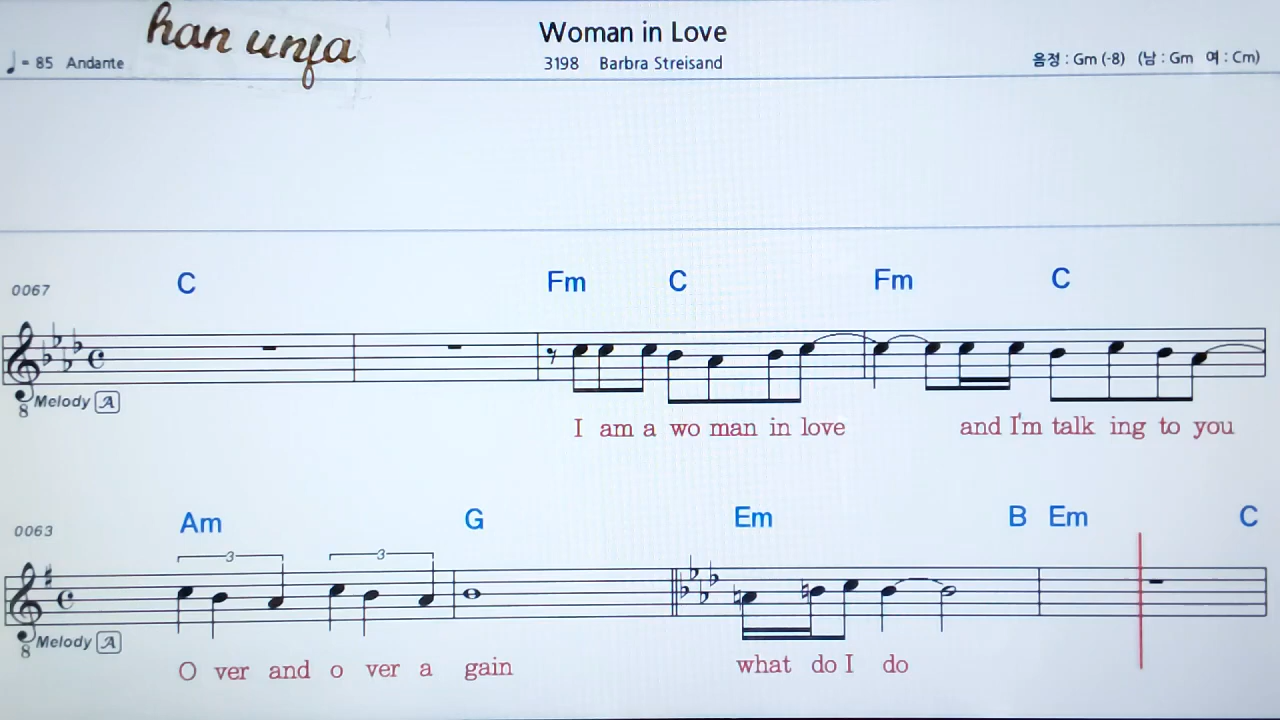 han unja
Woman in Love
♩ = 85 Andante
3198 Barbra Streisand
음정 : Gm (-8) (남 : Gm 여 : Cm)
C Fm C Fm C
0067
8 Melody A
I am a wo man in love and I'm talk ing to you
Am G Em B Em C
0063
3 3
8 Melody A
O ver and o ver a gain what do I do